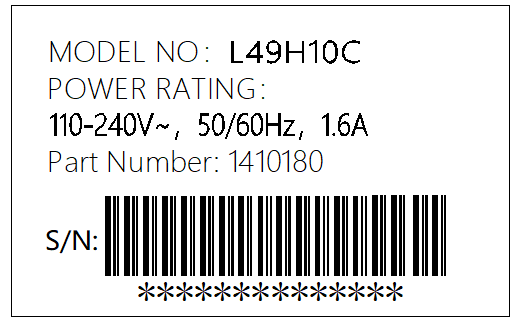 MODEL NO： L49H10C
POWER RATING：
110-240V~，50/60Hz，1.6A
Part Number: 1410180
S/N:
**************